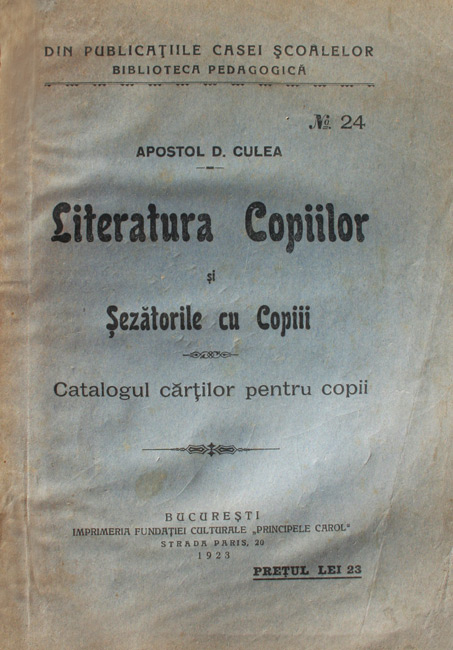 DIN PUBLICAȚIILE CASEI ȘCOALELOR
BIBLIOTECA PEDAGOGICĂ
№. 24
APOSTOL D. CULEA
Literatura Copiilor
și
Șezătorile cu Copiii
Catalogul cărților pentru copii
BUCUREȘTI
IMPRIMERIA FUNDAȚIEI CULTURALE „PRINCIPELE CAROL“
STRADA PARIS, 20
1923
PREȚUL LEI 23